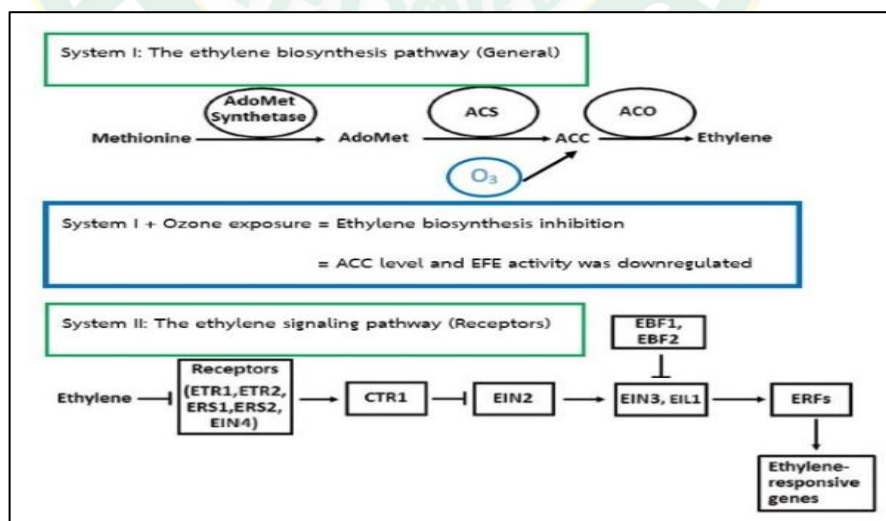 System I: The ethylene biosynthesis pathway (General)
AdoMet
Synthetase
ACS
ACO
Methionine
AdoMet
ACC
Ethylene
O3
System I + Ozone exposure = Ethylene biosynthesis inhibition
= ACC level and EFE activity was downregulated
System II: The ethylene signaling pathway (Receptors)
EBF1,
EBF2
Ethylene
Receptors
(ETR1,ETR2,
ERS1,ERS2,
EIN4)
CTR1
EIN2
EIN3, EIL1
ERFs
Ethylene-
responsive
genes